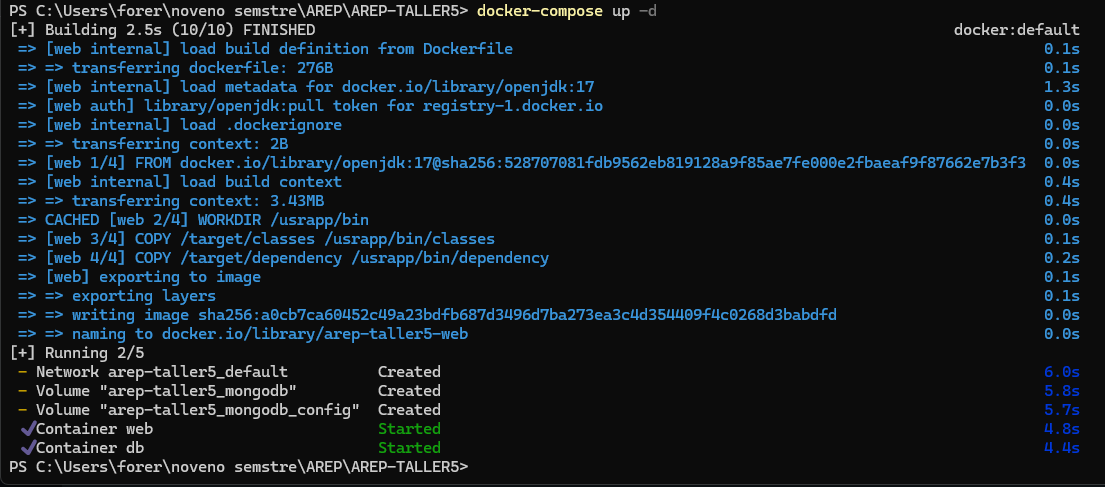 PS C:\Users\forer\noveno semstre\AREP\AREP-TALLER5> docker-compose up -d
[+] Building 2.5s (10/10) FINISHED docker:default
=> [web internal] load build definition from Dockerfile 0.1s
=> => transferring dockerfile: 276B 0.1s
=> [web internal] load metadata for docker.io/library/openjdk:17 1.3s
=> [web auth] library/openjdk:pull token for registry-1.docker.io 0.0s
=> [web internal] load .dockerignore 0.0s
=> => transferring context: 2B 0.0s
=> [web 1/4] FROM docker.io/library/openjdk:17@sha256:528707081fdb9562eb819128a9f85ae7fe000e2fbaeaf9f87662e7b3f3 0.0s
=> [web internal] load build context 0.4s
=> => transferring context: 3.43MB 0.4s
=> CACHED [web 2/4] WORKDIR /usrapp/bin 0.0s
=> [web 3/4] COPY /target/classes /usrapp/bin/classes 0.1s
=> [web 4/4] COPY /target/dependency /usrapp/bin/dependency 0.2s
=> [web] exporting to image 0.1s
=> => exporting layers 0.1s
=> => writing image sha256:a0cb7ca60452c49a23bdfb687d3496d7ba273ea3c4d354409f4c0268d3babdfd 0.0s
=> => naming to docker.io/library/arep-taller5-web 0.0s
[+] Running 2/5
- Network arep-taller5_default Created 6.0s
- Volume "arep-taller5_mongodb" Created 5.8s
- Volume "arep-taller5_mongodb_config" Created 5.7s
✔Container web Started 4.8s
✔Container db Started 4.4s
PS C:\Users\forer\noveno semstre\AREP\AREP-TALLER5>